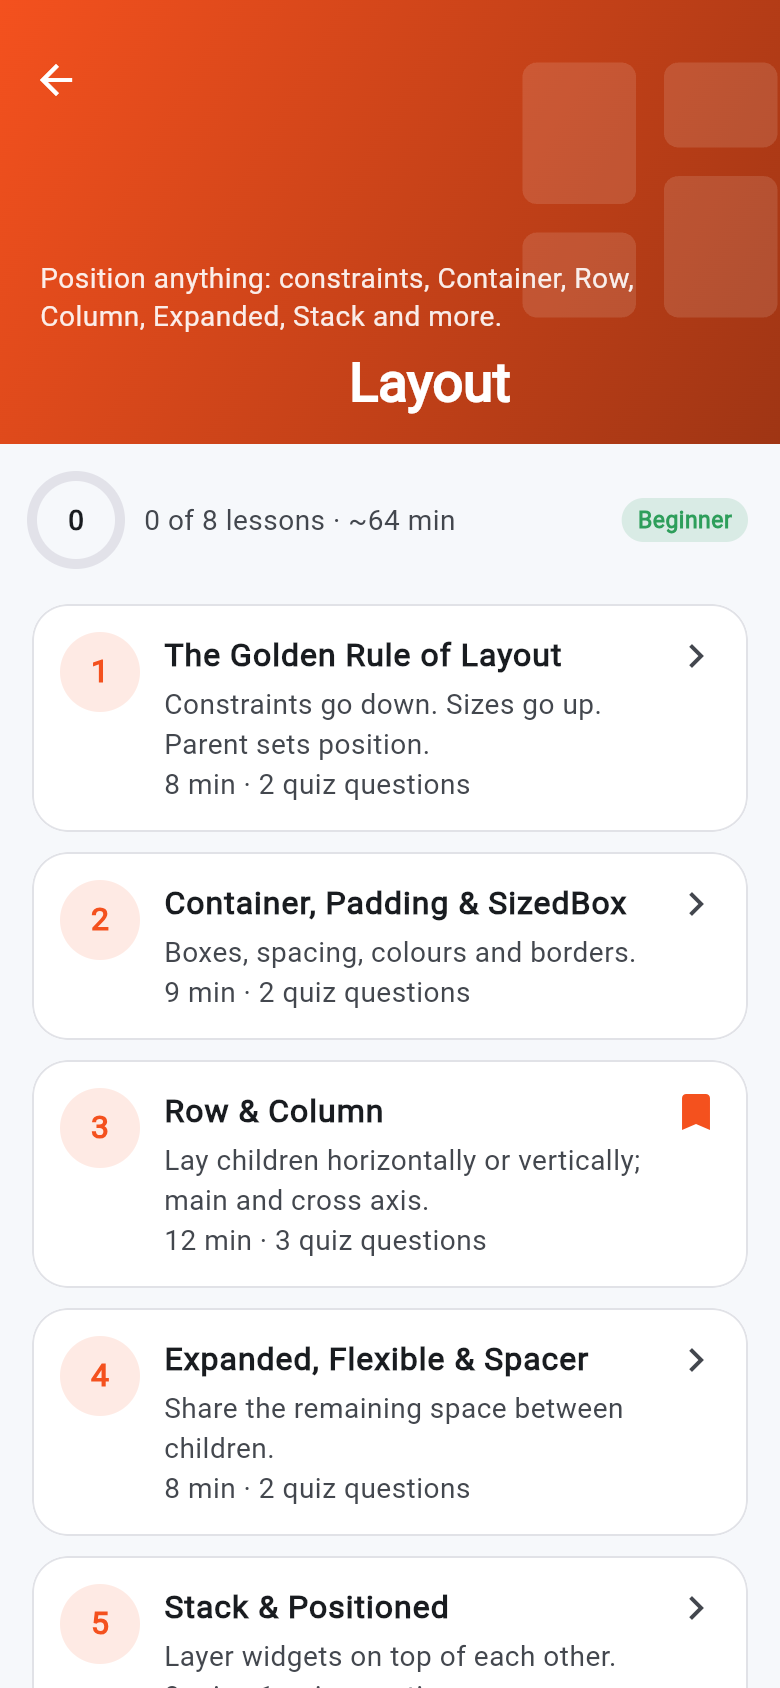 Position anything: constraints, Container, Row,
Column, Expanded, Stack and more.
Layout
0
0 of 8 lessons · ~64 min
Beginner
1
The Golden Rule of Layout
Constraints go down. Sizes go up.
Parent sets position.
8 min · 2 quiz questions
2
Container, Padding & SizedBox
Boxes, spacing, colours and borders.
9 min · 2 quiz questions
3
Row & Column
Lay children horizontally or vertically;
main and cross axis.
12 min · 3 quiz questions
4
Expanded, Flexible & Spacer
Share the remaining space between
children.
8 min · 2 quiz questions
5
Stack & Positioned
Layer widgets on top of each other.